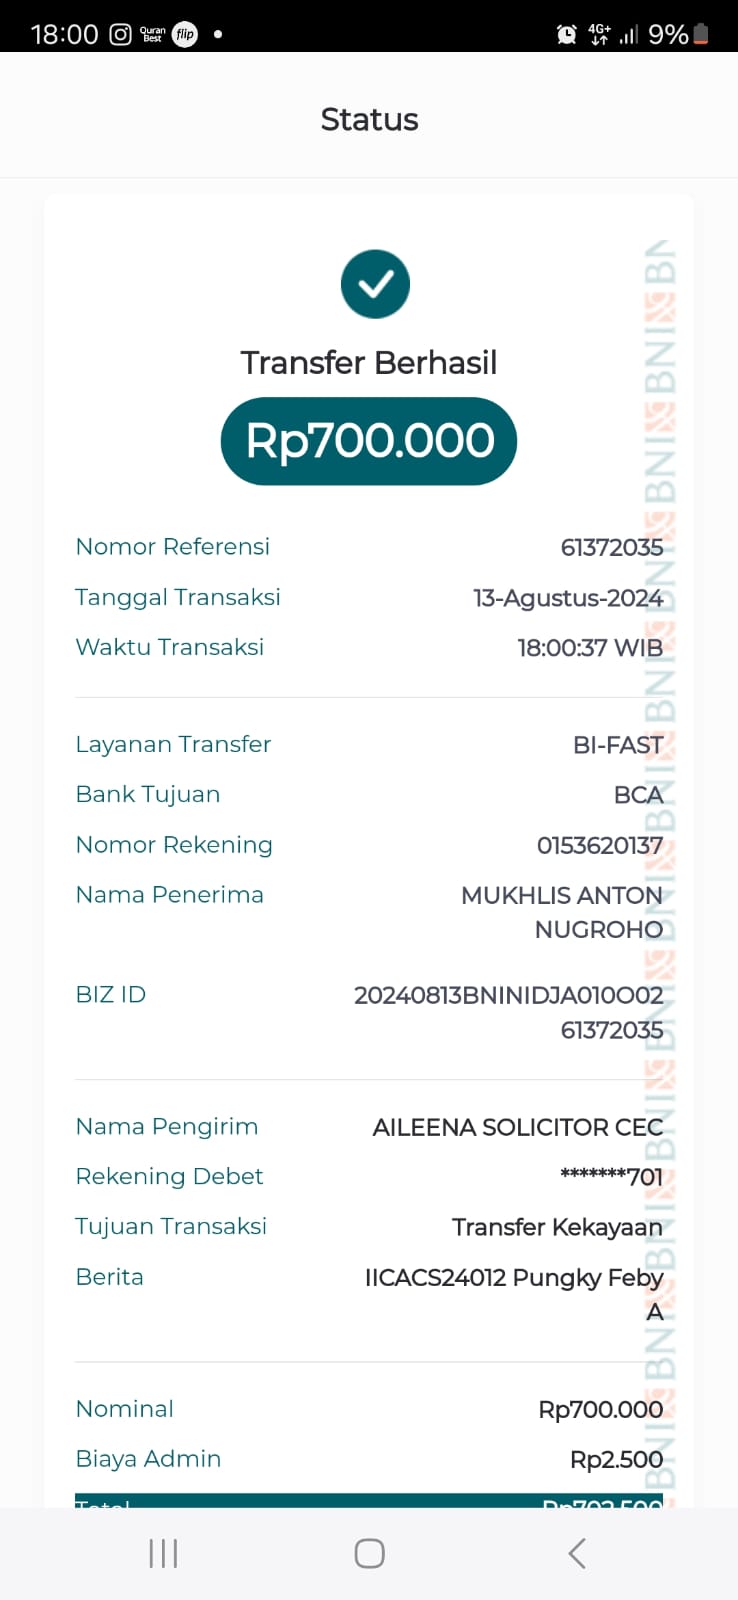 18:00 Quran Best flip 4G+ 9%
Status
BNI BNI BNI BNI BNI BNI BNI BNI BNI BNI BNI BN
Transfer Berhasil
Rp700.000
Nomor Referensi 61372035
Tanggal Transaksi 13-Agustus-2024
Waktu Transaksi 18:00:37 WIB
Layanan Transfer BI-FAST
Bank Tujuan BCA
Nomor Rekening 0153620137
Nama Penerima MUKHLIS ANTON
NUGROHO
BIZ ID 20240813BNINIDJA010O02
61372035
Nama Pengirim AILEENA SOLICITOR CEC
Rekening Debet *******701
Tujuan Transaksi Transfer Kekayaan
Berita IICACS24012 Pungky Feby
A
Nominal Rp700.000
Biaya Admin Rp2.500
Total Rp702.500